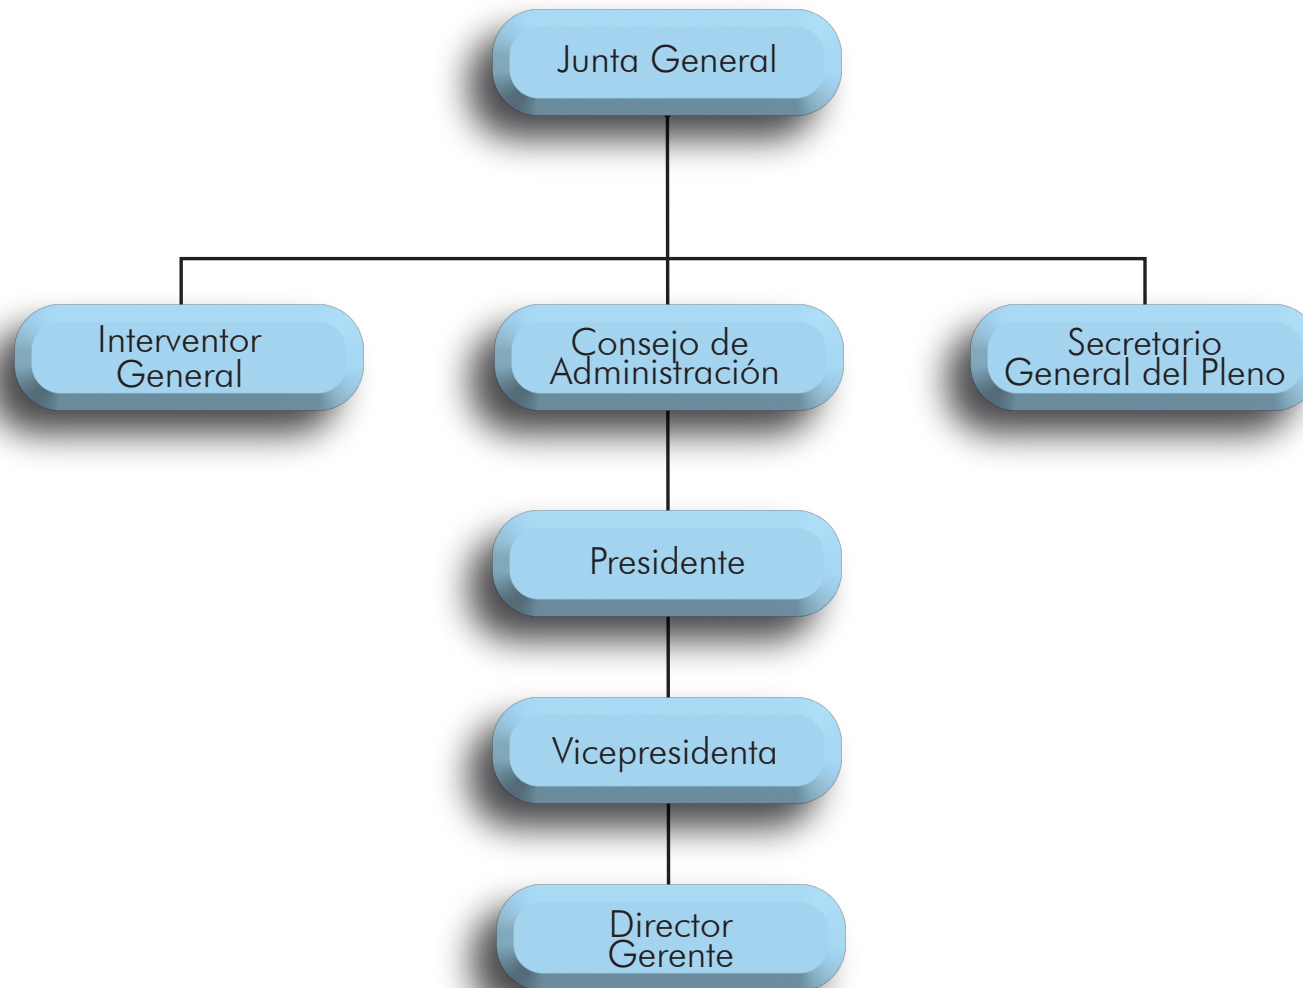 Junta General
Interventor
General
Consejo de
Administración
Secretario
General del Pleno
Presidente
Vicepresidenta
Director
Gerente